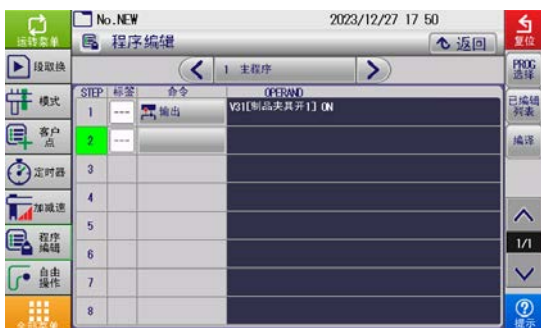 No.NEW 2023/12/27 17 50
运转菜单
程序编辑
返回
复位
段取换
1 主程序
PROG
选择
模式
STEP 标签 命令 OPERAND
1 --- 输出 V31[制品夹具开1] ON
已编辑
列表
客户
点
2 ---
编译
定时器
3
加减速
4
5
程序
编辑
6
1/1
自由
操作
7
8
全部菜单
提示